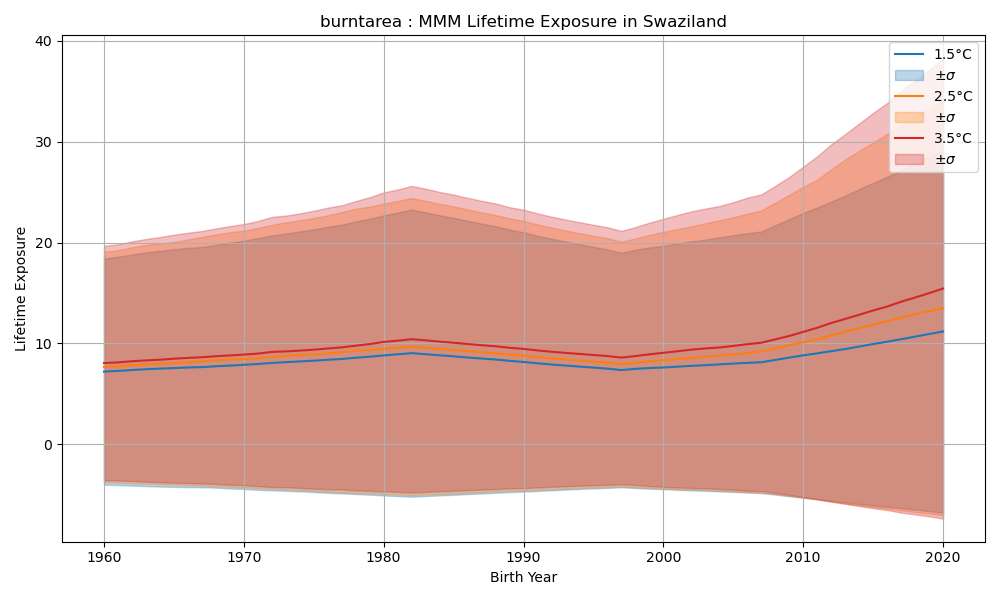 burntarea : MMM Lifetime Exposure in Swaziland
Lifetime Exposure
40
30
20
10
0
1.5°C
±σ
2.5°C
±σ
3.5°C
±σ
1960
1970
1980
1990
2000
2010
2020
Birth Year